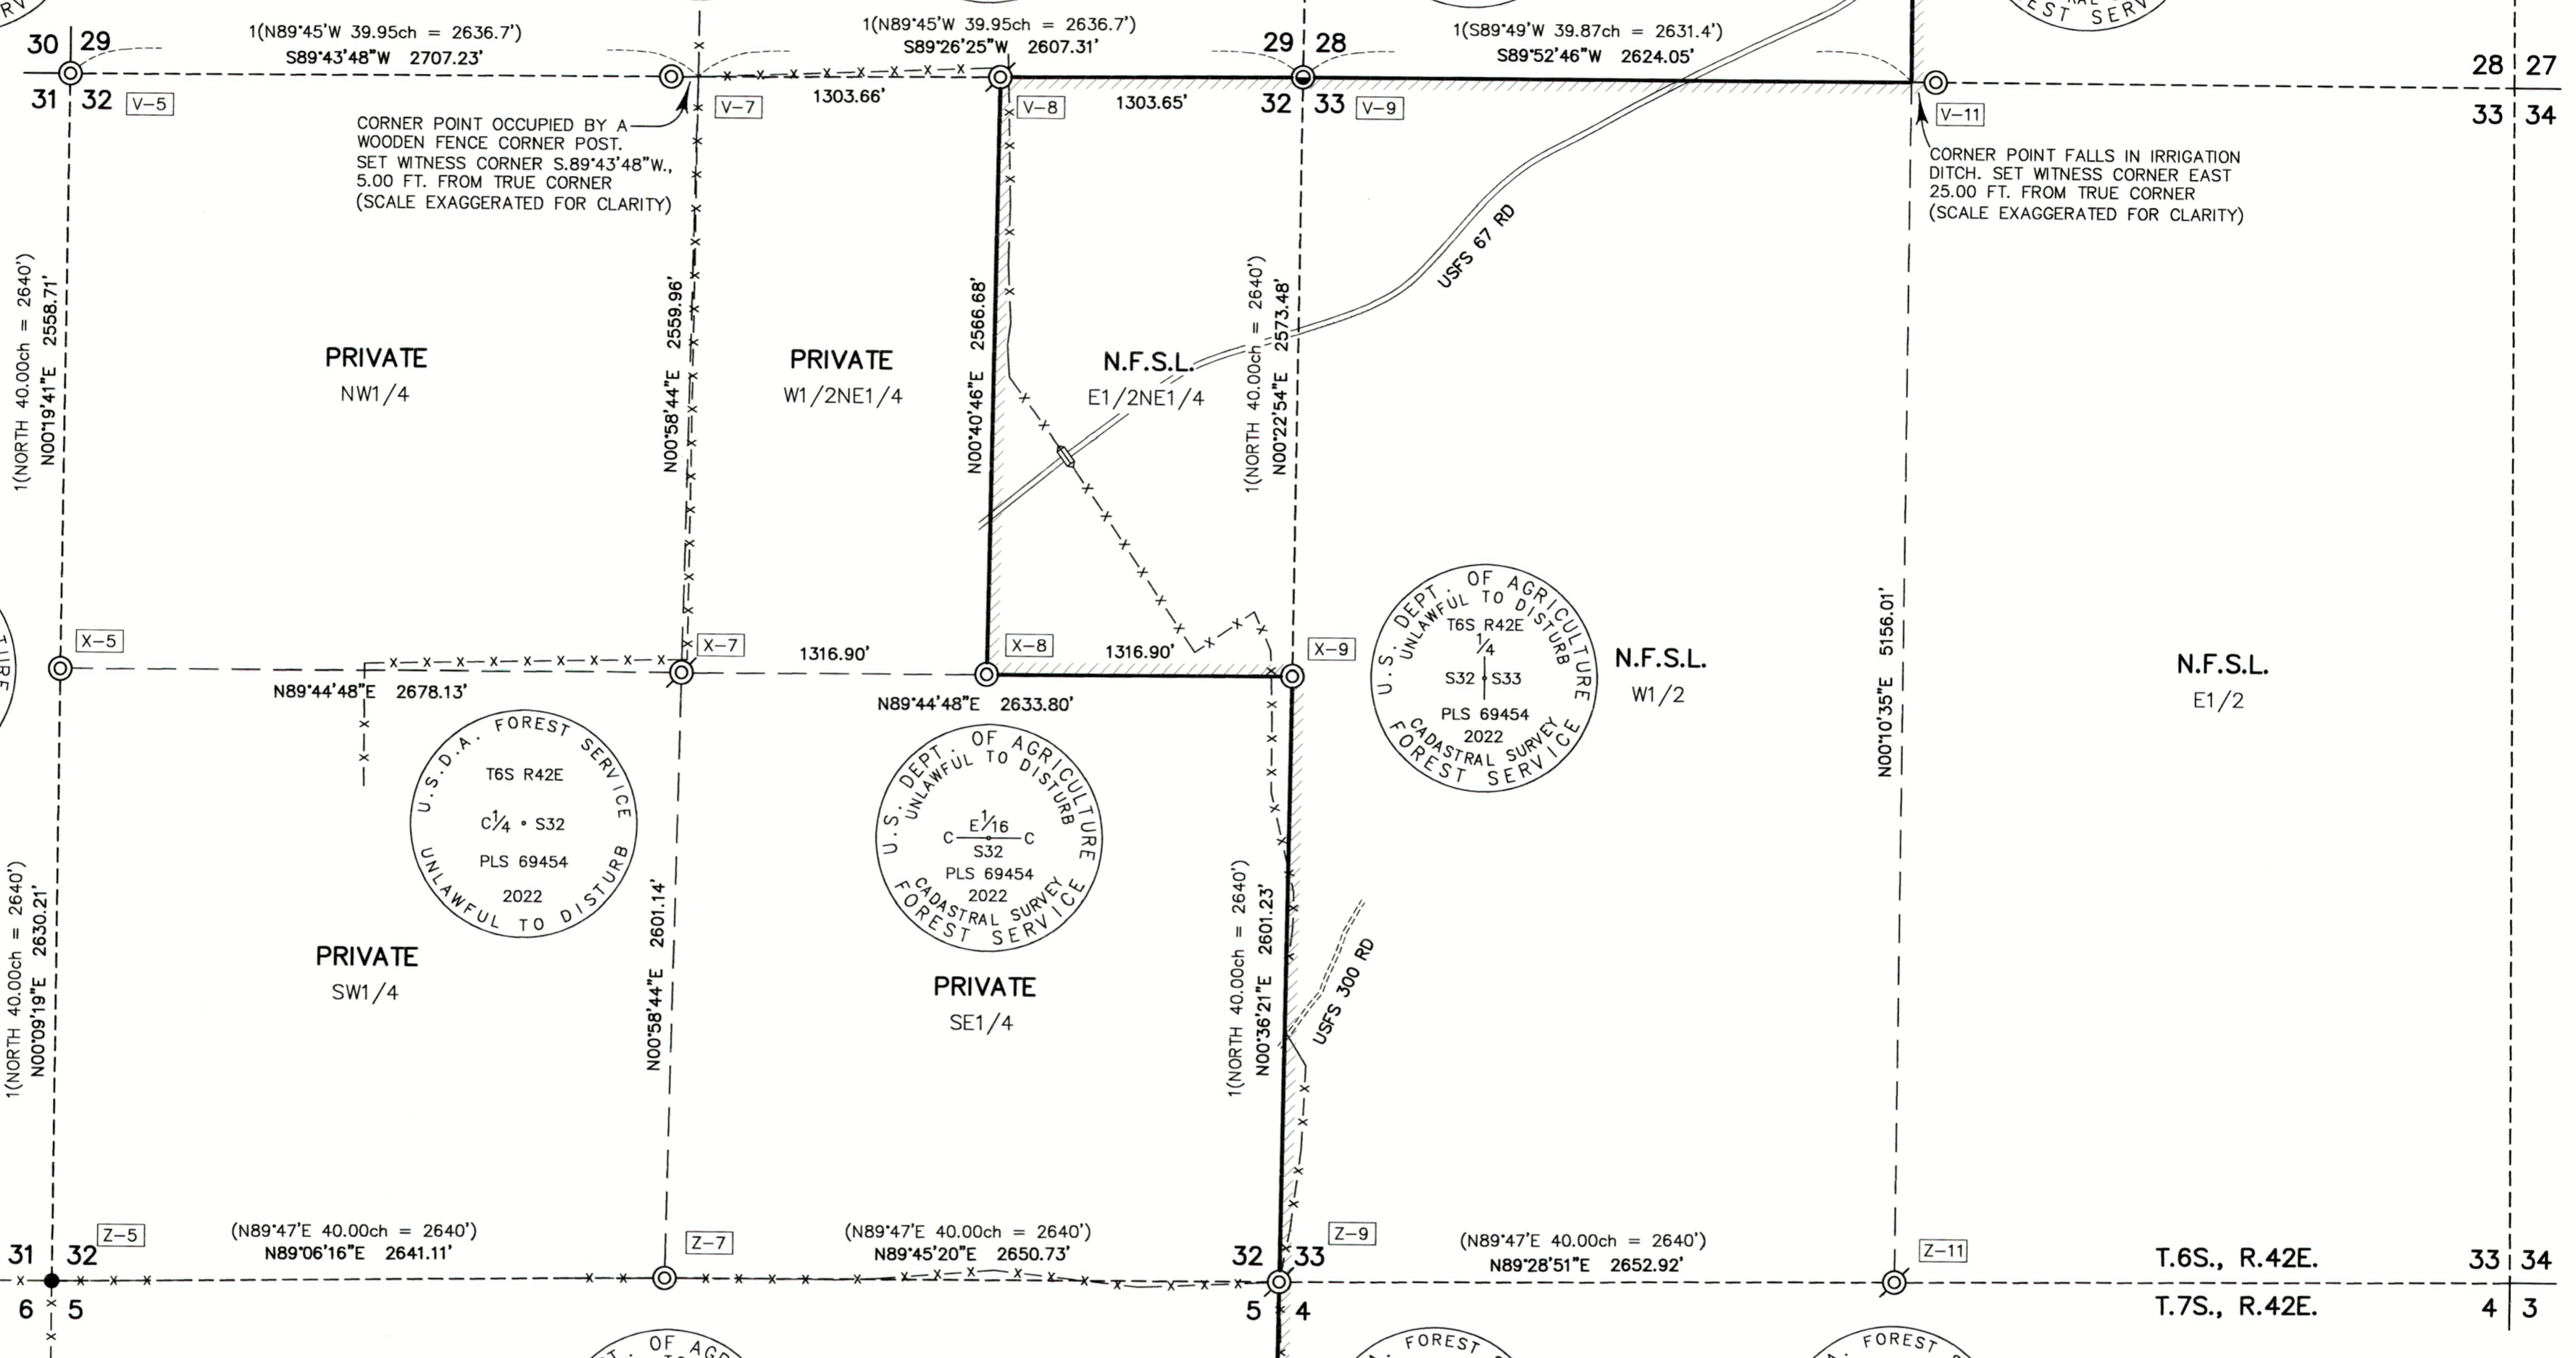 1(N89°45'W 39.95ch = 2636.7')
S89°43'48"W 2707.23'
1(N89°45'W 39.95ch = 2636.7')
S89°26'25"W 2607.31'
1(S89°49'W 39.87ch = 2631.4')
S89°52'46"W 2624.05'
EST SERV
30 29
31 32
V-5
V-7
1303.66'
V-8
1303.65'
29 28
32 33
V-9
V-11
28 27
33 34
CORNER POINT OCCUPIED BY A
WOODEN FENCE CORNER POST.
SET WITNESS CORNER S.89°43'48"W.,
5.00 FT. FROM TRUE CORNER
(SCALE EXAGGERATED FOR CLARITY)
CORNER POINT FALLS IN IRRIGATION
DITCH. SET WITNESS CORNER EAST
25.00 FT. FROM TRUE CORNER
(SCALE EXAGGERATED FOR CLARITY)
USFS 67 RD
1(NORTH 40.00ch = 2640')
N00°19'41"E 2558.71'
PRIVATE
NW1/4
N00°58'44"E 2559.96'
PRIVATE
W1/2NE1/4
N00°40'46"E 2566.68'
N.F.S.L.
E1/2NE1/4
1(NORTH 40.00ch = 2640')
N00°22'54"E 2573.48'
X-5
X-7
1316.90'
X-8
1316.90'
X-9
N89°44'48"E 2678.13'
N89°44'48"E 2633.80'
U.S. DEPT. OF AGRICULTURE
UNLAWFUL TO DISTURB
T6S R42E
1/4
S32 S33
PLS 69454
2022
CADASTRAL SURVEY
FOREST SERVICE
N.F.S.L.
W1/2
N00°10'35"E 5156.01'
N.F.S.L.
E1/2
U.S.D.A. FOREST SERVICE
T6S R42E
C1/4 S32
PLS 69454
2022
UNLAWFUL TO DISTURB
U.S. DEPT. OF AGRICULTURE
UNLAWFUL TO DISTURB
E1/16
C C
S32
PLS 69454
2022
CADASTRAL SURVEY
FOREST SERVICE
1(NORTH 40.00ch = 2640')
N00°09'19"E 2630.21'
PRIVATE
SW1/4
N00°58'44"E 2601.14'
PRIVATE
SE1/4
1(NORTH 40.00ch = 2640')
N00°36'21"E 2601.23'
USFS 300 RD
31 32
6 5
Z-5
(N89°47'E 40.00ch = 2640')
N89°06'16"E 2641.11'
Z-7
(N89°47'E 40.00ch = 2640')
N89°45'20"E 2650.73'
32 33
5 4
Z-9
(N89°47'E 40.00ch = 2640')
N89°28'51"E 2652.92'
Z-11
T.6S., R.42E.
T.7S., R.42E.
33 34
4 3
OF AG
FOREST
FOREST